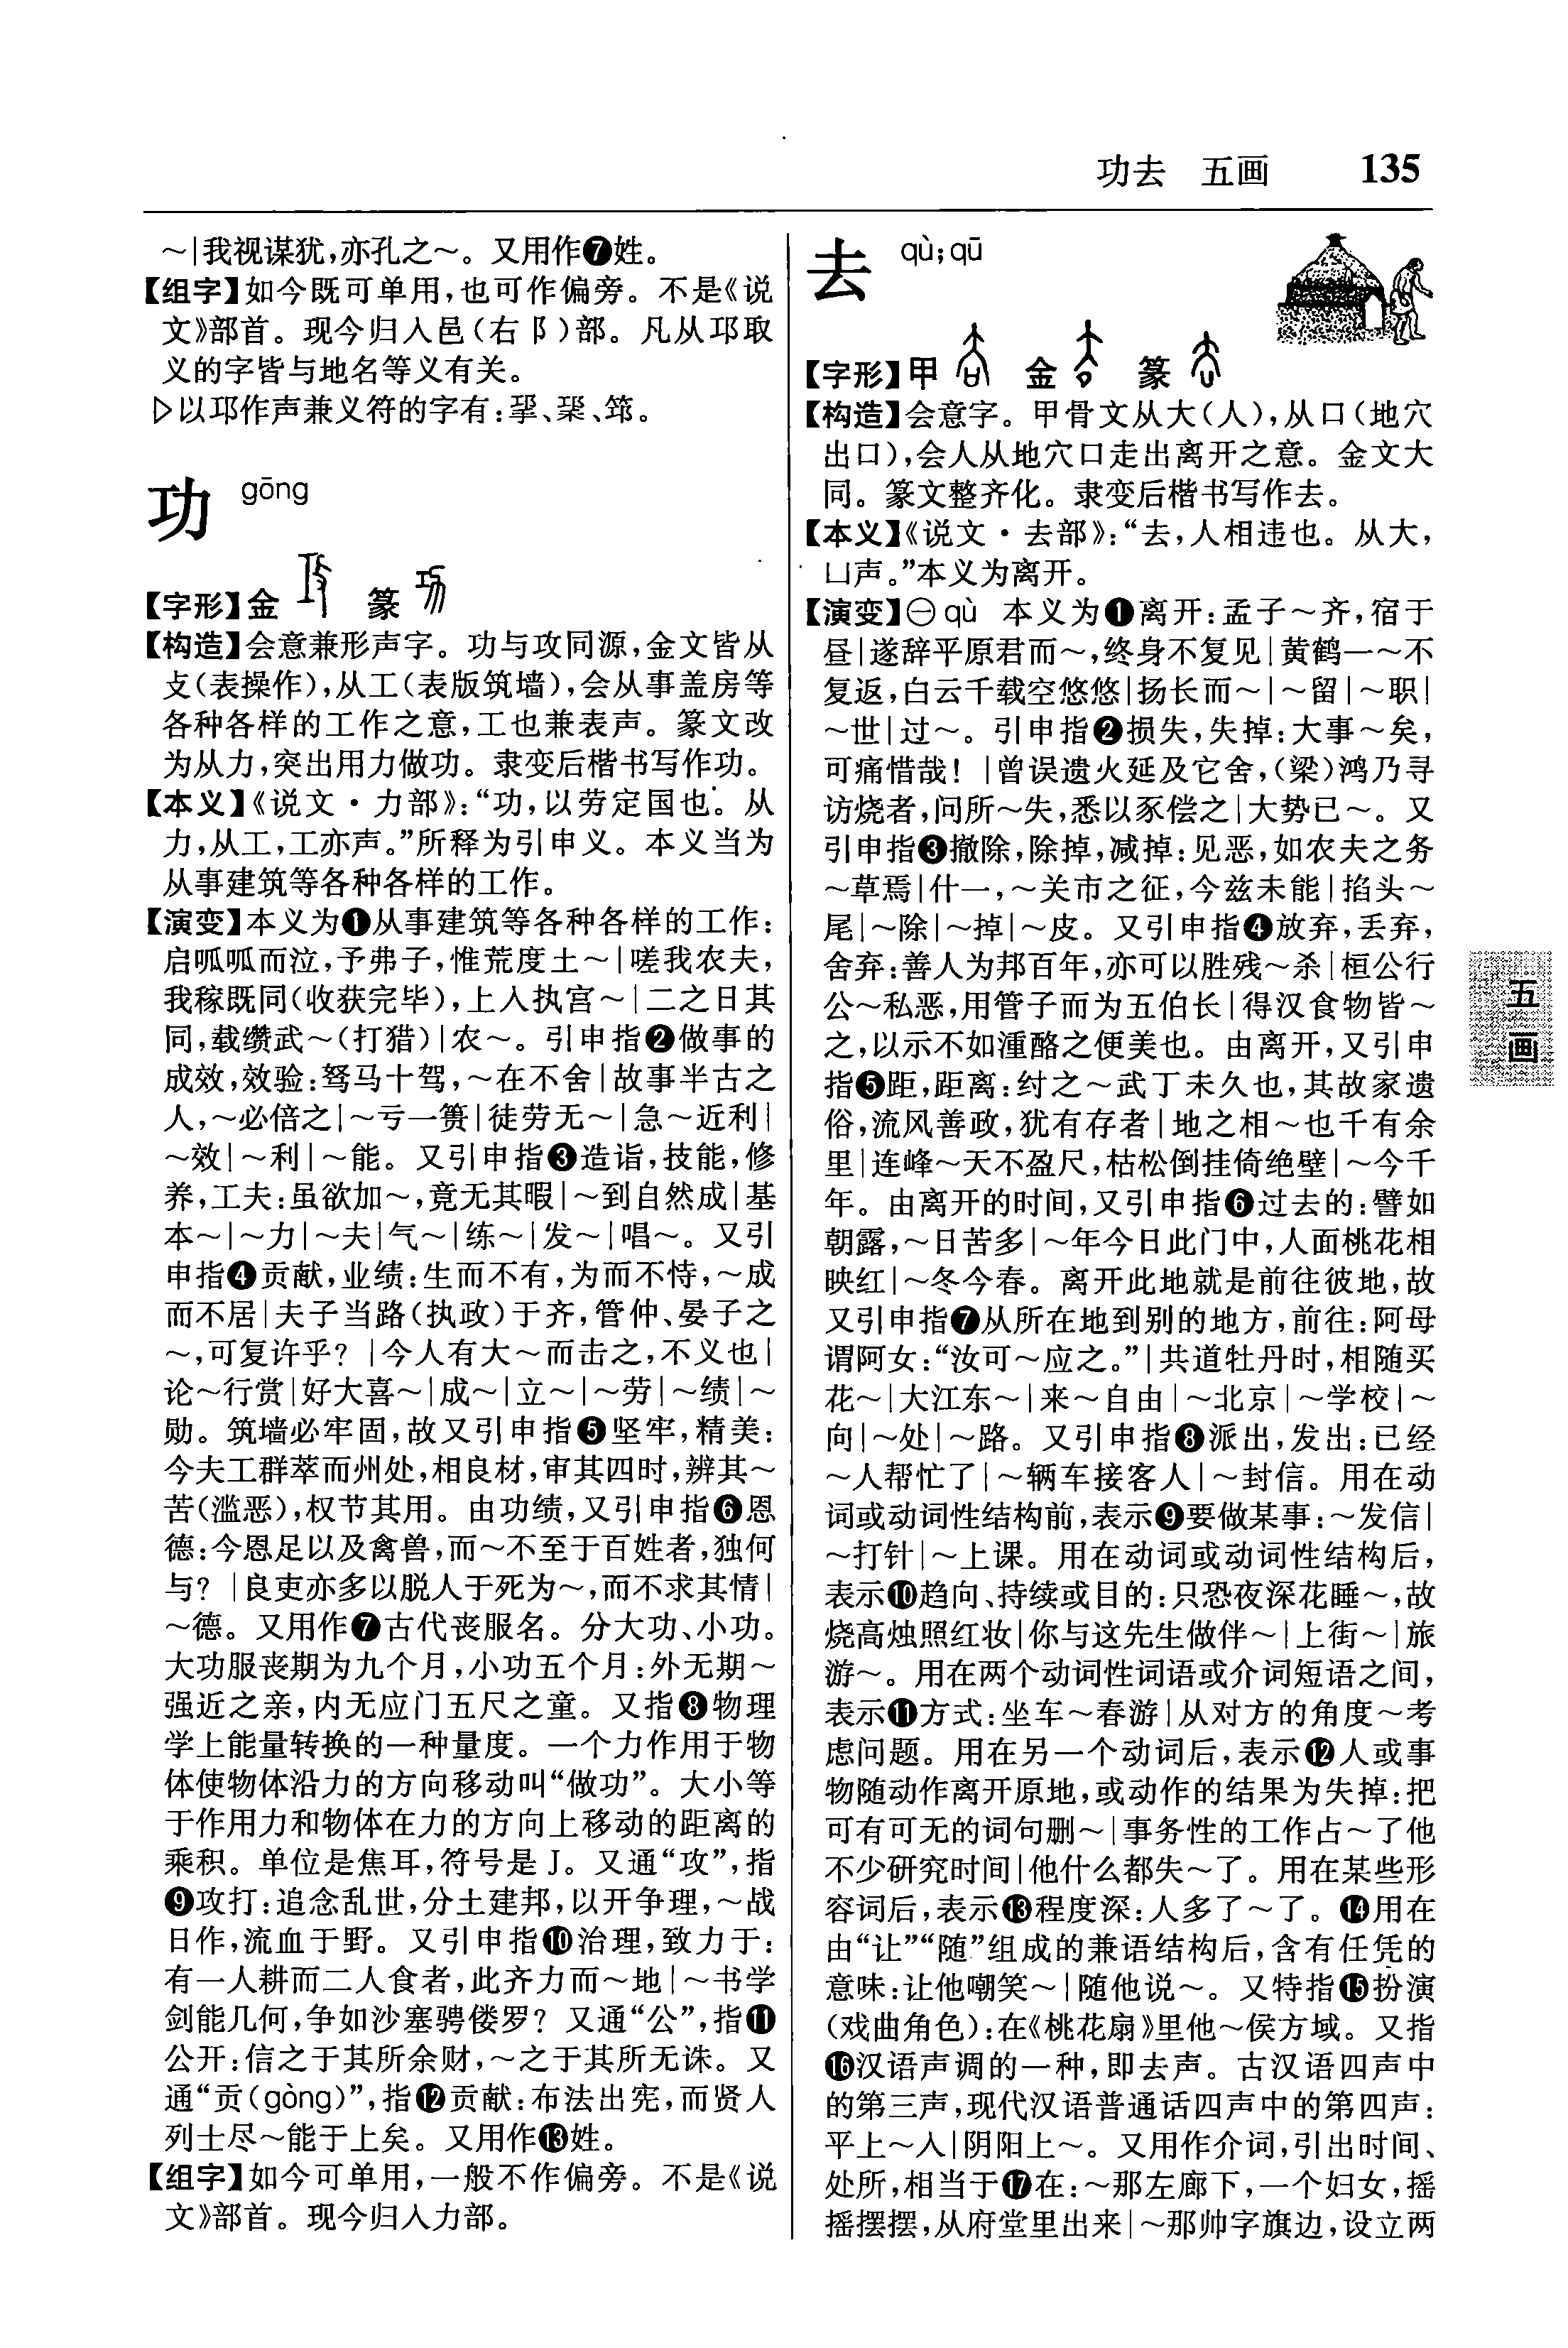 功去 五画 135
～|我视谋犹,亦孔之～。又用作❼姓。
【组字】如今既可单用,也可作偏旁。不是《说
文》部首。现今归入邑(右阝)部。凡从邛取
义的字皆与地名等义有关。
▷以邛作声兼义符的字有:、、筇。
功 gōng
【字形】金 篆
【构造】会意兼形声字。功与攻同源,金文皆从
攴(表操作),从工(表版筑墙),会从事盖房等
各种各样的工作之意,工也兼表声。篆文改
为从力,突出用力做功。隶变后楷书写作功。
【本义】《说文·力部》:“功,以劳定国也。从
力,从工,工亦声。”所释为引申义。本义当为
从事建筑等各种各样的工作。
【演变】本义为❶从事建筑等各种各样的工作:
启呱呱而泣,予弗子,惟荒度土～|嗟我农夫,
我稼既同(收获完毕),上入执宫～|二之日其
同,载缵武～(打猎)|农～。引申指❷做事的
成效,效验:驽马十驾,～在不舍|故事半古之
人,～必倍之|～亏一篑|徒劳无～|急～近利|
～效|～利|～能。又引申指❸造诣,技能,修
养,工夫:虽欲加～,竟无其暇|～到自然成|基
本～|～力|～夫|气～|练～|发～|唱～。又引
申指❹贡献,业绩:生而不有,为而不恃,～成
而不居|夫子当路(执政)于齐,管仲、晏子之
～,可复许乎?|今人有大～而击之,不义也|
论～行赏|好大喜～|成～|立～|～劳|～绩|～
勋。筑墙必牢固,故又引申指❺坚牢,精美:
今夫工群萃而州处,相良材,审其四时,辨其～
苦(滥恶),权节其用。由功绩,又引申指❻恩
德:今恩足以及禽兽,而～不至于百姓者,独何
与?|良吏亦多以脱人于死为～,而不求其情|
～德。又用作❼古代丧服名。分大功、小功。
大功服丧期为九个月,小功五个月:外无期～
强近之亲,内无应门五尺之童。又指❽物理
学上能量转换的一种量度。一个力作用于物
体使物体沿力的方向移动叫“做功”。大小等
于作用力和物体在力的方向上移动的距离的
乘积。单位是焦耳,符号是J。又通“攻”,指
❾攻打:追念乱世,分土建邦,以开争理,～战
日作,流血于野。又引申指❿治理,致力于:
有一人耕而二人食者,此齐力而～地|～书学
剑能几何,争如沙塞骋偻罗?又通“公”,指⓫
公开:信之于其所余财,～之于其所无诛。又
通“贡(gòng)”,指⓬贡献:布法出宪,而贤人
列士尽～能于上矣。又用作⓭姓。
【组字】如今可单用,一般不作偏旁。不是《说
文》部首。现今归入力部。
去 qù;qū
【字形】甲 金 篆
【构造】会意字。甲骨文从大(人),从口(地穴
出口),会人从地穴口走出离开之意。金文大
同。篆文整齐化。隶变后楷书写作去。
【本义】《说文·去部》:“去,人相违也。从大,
凵声。”本义为离开。
【演变】㊀qù 本义为❶离开:孟子～齐,宿于
昼|遂辞平原君而～,终身不复见|黄鹤一～不
复返,白云千载空悠悠|扬长而～|～留|～职|
～世|过～。引申指❷损失,失掉:大事～矣,
可痛惜哉!|曾误遗火延及它舍,(梁)鸿乃寻
访烧者,问所～失,悉以豕偿之|大势已～。又
引申指❸撤除,除掉,减掉:见恶,如农夫之务
～草焉|什一,～关市之征,今兹未能|掐头～
尾|～除|～掉|～皮。又引申指❹放弃,丢弃,
舍弃:善人为邦百年,亦可以胜残～杀|桓公行
公～私恶,用管子而为五伯长|得汉食物皆～
之,以示不如湩酪之便美也。由离开,又引申
指❺距,距离:纣之～武丁未久也,其故家遗
俗,流风善政,犹有存者|地之相～也千有余
里|连峰～天不盈尺,枯松倒挂倚绝壁|～今千
年。由离开的时间,又引申指❻过去的:譬如
朝露,～日苦多|～年今日此门中,人面桃花相
映红|～冬今春。离开此地就是前往彼地,故
又引申指❼从所在地到别的地方,前往:阿母
谓阿女:“汝可～应之。”|共道牡丹时,相随买
花～|大江东～|来～自由|～北京|～学校|～
向|～处|～路。又引申指❽派出,发出:已经
～人帮忙了|～辆车接客人|～封信。用在动
词或动词性结构前,表示❾要做某事:～发信|
～打针|～上课。用在动词或动词性结构后,
表示❿趋向、持续或目的:只恐夜深花睡～,故
烧高烛照红妆|你与这先生做伴～|上街～|旅
游～。用在两个动词性词语或介词短语之间,
表示⓫方式:坐车～春游|从对方的角度～考
虑问题。用在另一个动词后,表示⓬人或事
物随动作离开原地,或动作的结果为失掉:把
可有可无的词句删～|事务性的工作占～了他
不少研究时间|他什么都失～了。用在某些形
容词后,表示⓭程度深:人多了～了。⓮用在
由“让”“随”组成的兼语结构后,含有任凭的
意味:让他嘲笑～|随他说～。又特指⓯扮演
(戏曲角色):在《桃花扇》里他～侯方域。又指
⓰汉语声调的一种,即去声。古汉语四声中
的第三声,现代汉语普通话四声中的第四声:
平上～入|阴阳上～。又用作介词,引出时间、
处所,相当于⓱在:～那左廊下,一个妇女,摇
摇摆摆,从府堂里出来|～那帅字旗边,设立两
五画